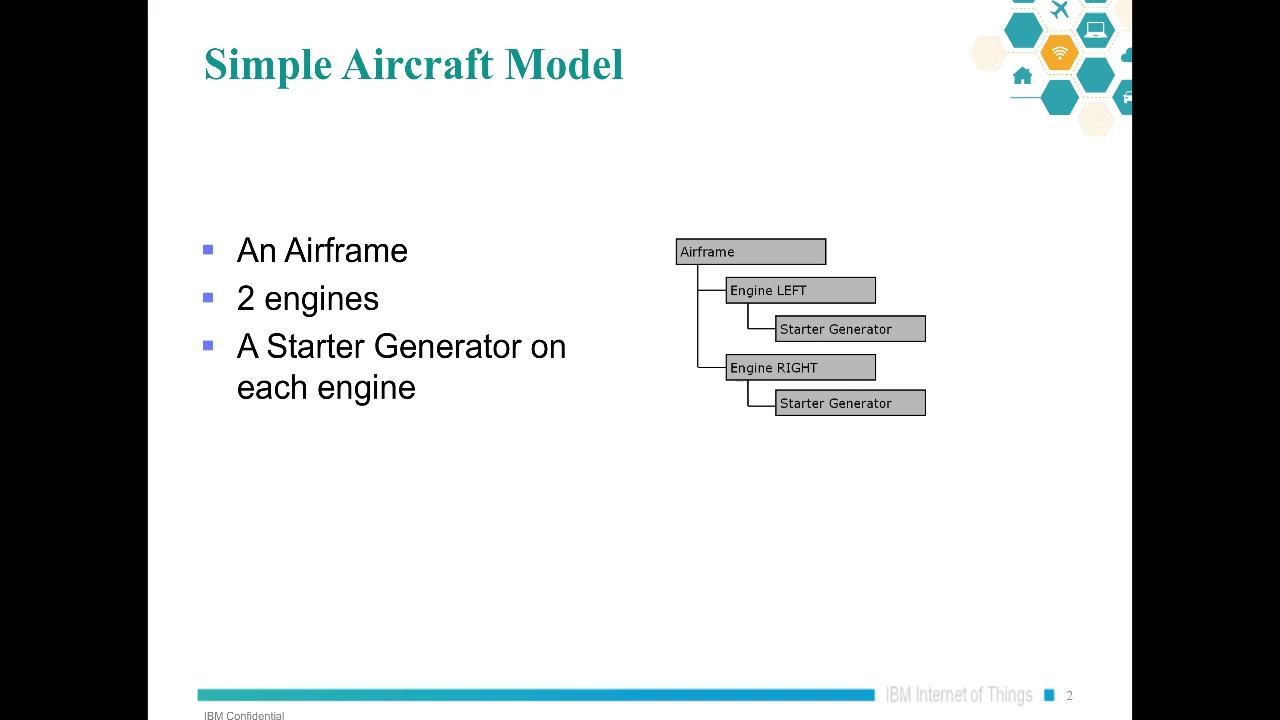 Simple Aircraft Model
An Airframe
2 engines
A Starter Generator on
each engine
Airframe
Engine LEFT
Starter Generator
Engine RIGHT
Starter Generator
IBM Internet of Things
2
IBM Confidential